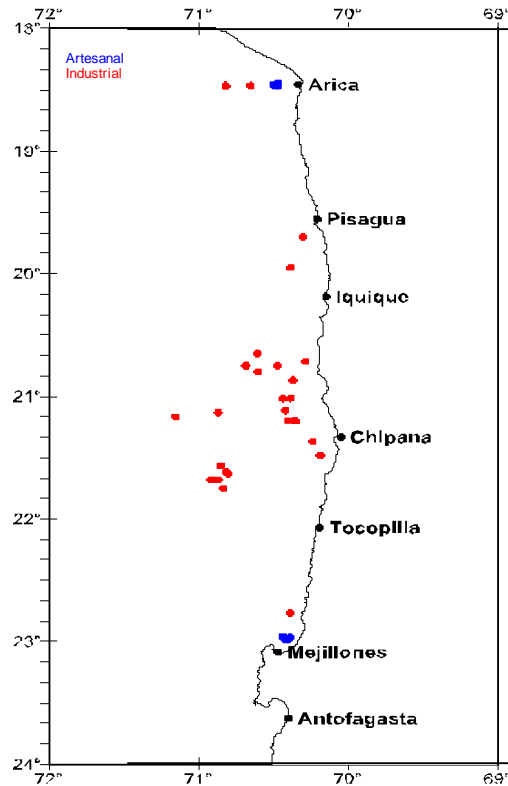 72° 71° 70° 69°
18°
Artesanal
Industrial
Arica
19°
Pisagua
20°
Iquique
21°
Chipana
22°
Tocopilla
23°
Mejillones
Antofagasta
24°
72° 71° 70° 69°